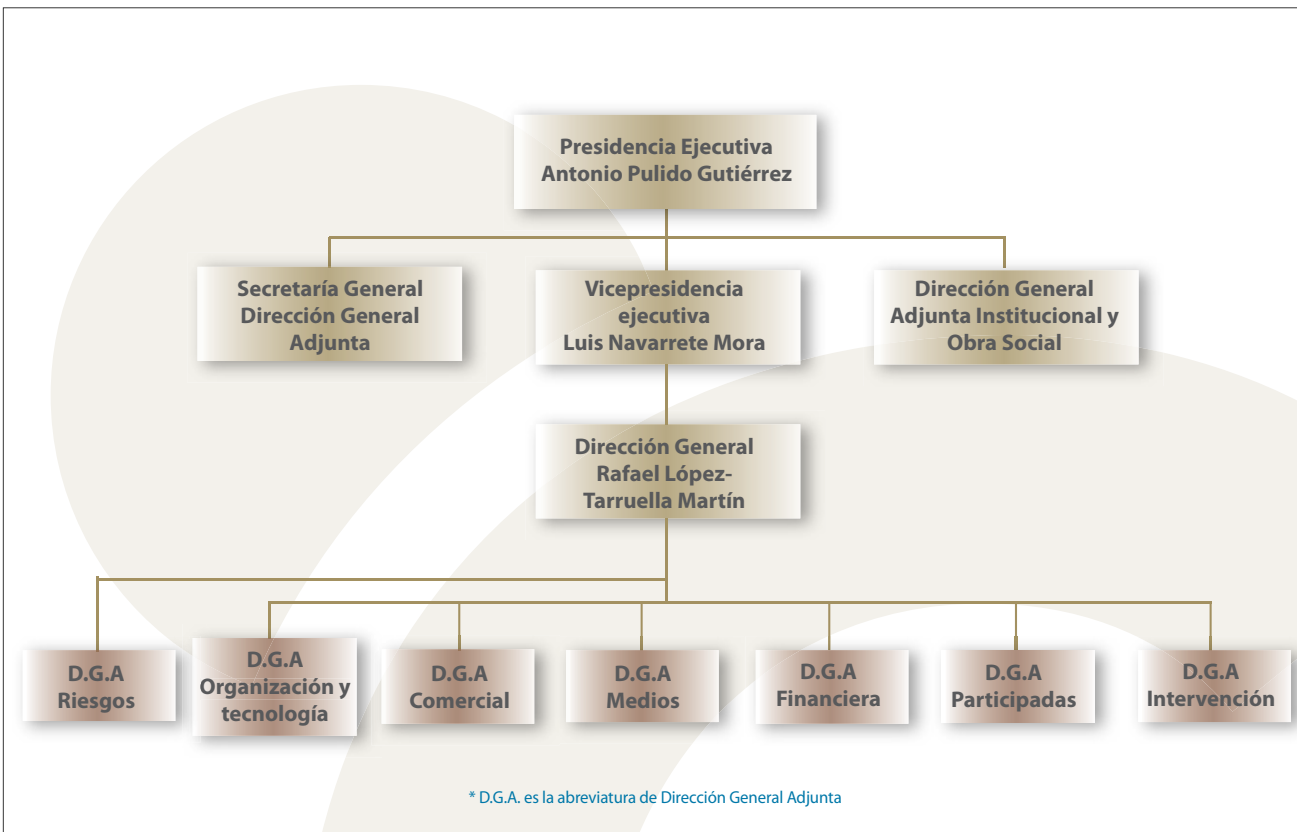 Presidencia Ejecutiva
Antonio Pulido Gutiérrez
Secretaría General
Dirección General
Adjunta
Vicepresidencia
ejecutiva
Luis Navarrete Mora
Dirección General
Adjunta Institucional y
Obra Social
Dirección General
Rafael López-
Tarruella Martín
D.G.A
Riesgos
D.G.A
Organización y
tecnología
D.G.A
Comercial
D.G.A
Medios
D.G.A
Financiera
D.G.A
Participadas
D.G.A
Intervención
* D.G.A. es la abreviatura de Dirección General Adjunta